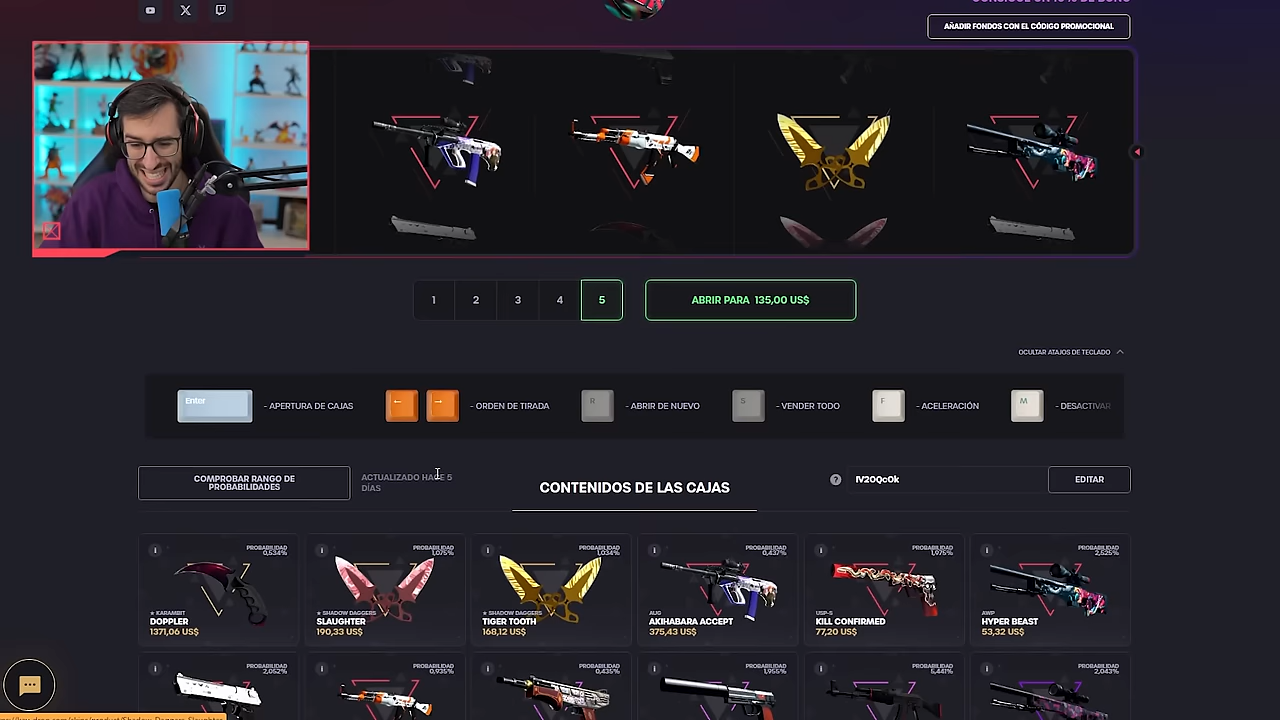 AÑADIR FONDOS CON EL CÓDIGO PROMOCIONAL
1
2
3
4
5
ABRIR PARA 135,00 US$
OCULTAR ATAJOS DE TECLADO
Enter
- APERTURA DE CAJAS
- ORDEN DE TIRADA
R
- ABRIR DE NUEVO
S
- VENDER TODO
F
- ACELERACIÓN
M
- DESACTIVAR
COMPROBAR RANGO DE
PROBABILIDADES
ACTUALIZADO HACE 5
DÍAS
CONTENIDOS DE LAS CAJAS
?
IV2OQcOk
EDITAR
PROBABILIDAD
0,534%
★ KARAMBIT
DOPPLER
1371,06 US$
PROBABILIDAD
1,075%
★ SHADOW DAGGERS
SLAUGHTER
190,33 US$
PROBABILIDAD
1,034%
★ SHADOW DAGGERS
TIGER TOOTH
168,12 US$
PROBABILIDAD
0,437%
AUG
AKIHABARA ACCEPT
375,43 US$
PROBABILIDAD
1,975%
USP-S
KILL CONFIRMED
77,20 US$
PROBABILIDAD
2,525%
AWP
HYPER BEAST
53,32 US$
PROBABILIDAD
2,052%
PROBABILIDAD
0,935%
PROBABILIDAD
0,435%
PROBABILIDAD
1,955%
PROBABILIDAD
5,441%
PROBABILIDAD
2,043%